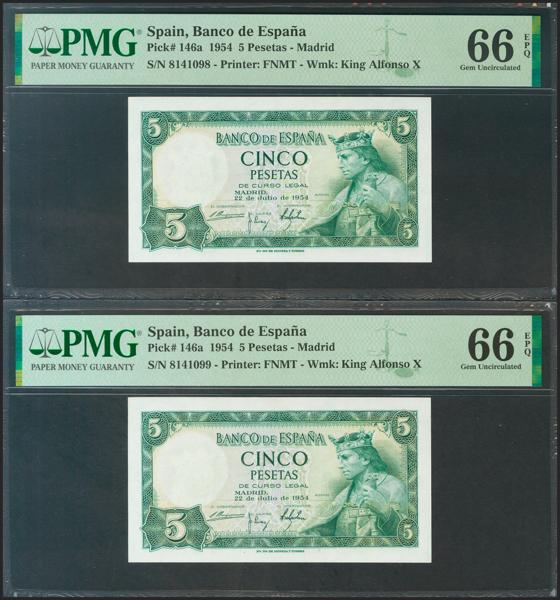 PMG
PAPER MONEY GUARANTY
Spain, Banco de España
Pick# 146a 1954 5 Pesetas - Madrid
S/N 8141098 - Printer: FNMT - Wmk: King Alfonso X
66 EPQ
Gem Uncirculated
5 5
BANCO DE ESPAÑA
CINCO
PESETAS
DE CURSO LEGAL
MADRID,
22 de Julio de 1954
EL GOBERNADOR
5 5
PMG
PAPER MONEY GUARANTY
Spain, Banco de España
Pick# 146a 1954 5 Pesetas - Madrid
S/N 8141099 - Printer: FNMT - Wmk: King Alfonso X
66 EPQ
Gem Uncirculated
5 5
BANCO DE ESPAÑA
CINCO
PESETAS
DE CURSO LEGAL
MADRID,
22 de Julio de 1954
5 5